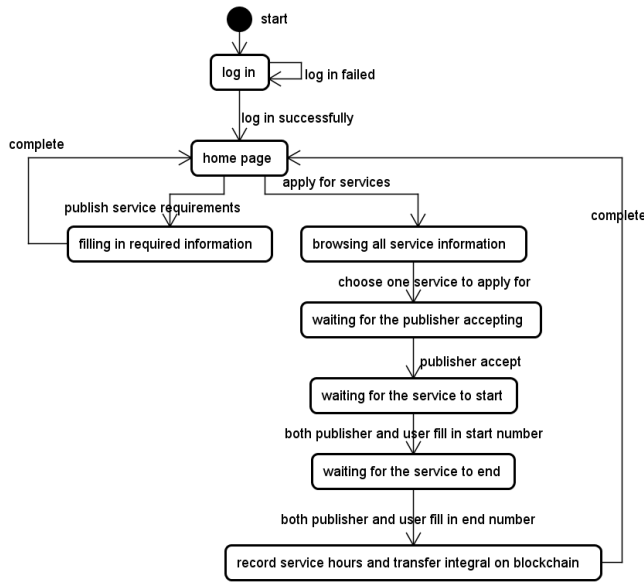 start
log in
log in failed
log in successfully
complete
home page
apply for services
publish service requirements
complete
filling in required information
browsing all service information
choose one service to apply for
waiting for the publisher accepting
publisher accept
waiting for the service to start
both publisher and user fill in start number
waiting for the service to end
both publisher and user fill in end number
record service hours and transfer integral on blockchain